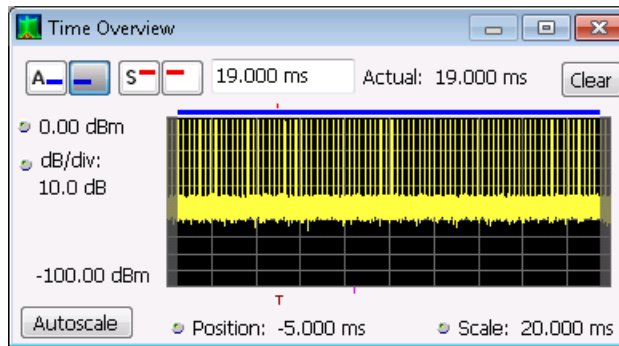 Time Overview
A S 19.000 ms Actual: 19.000 ms Clear
0.00 dBm
dB/div:
10.0 dB
-100.00 dBm
T
Autoscale Position: -5.000 ms Scale: 20.000 ms